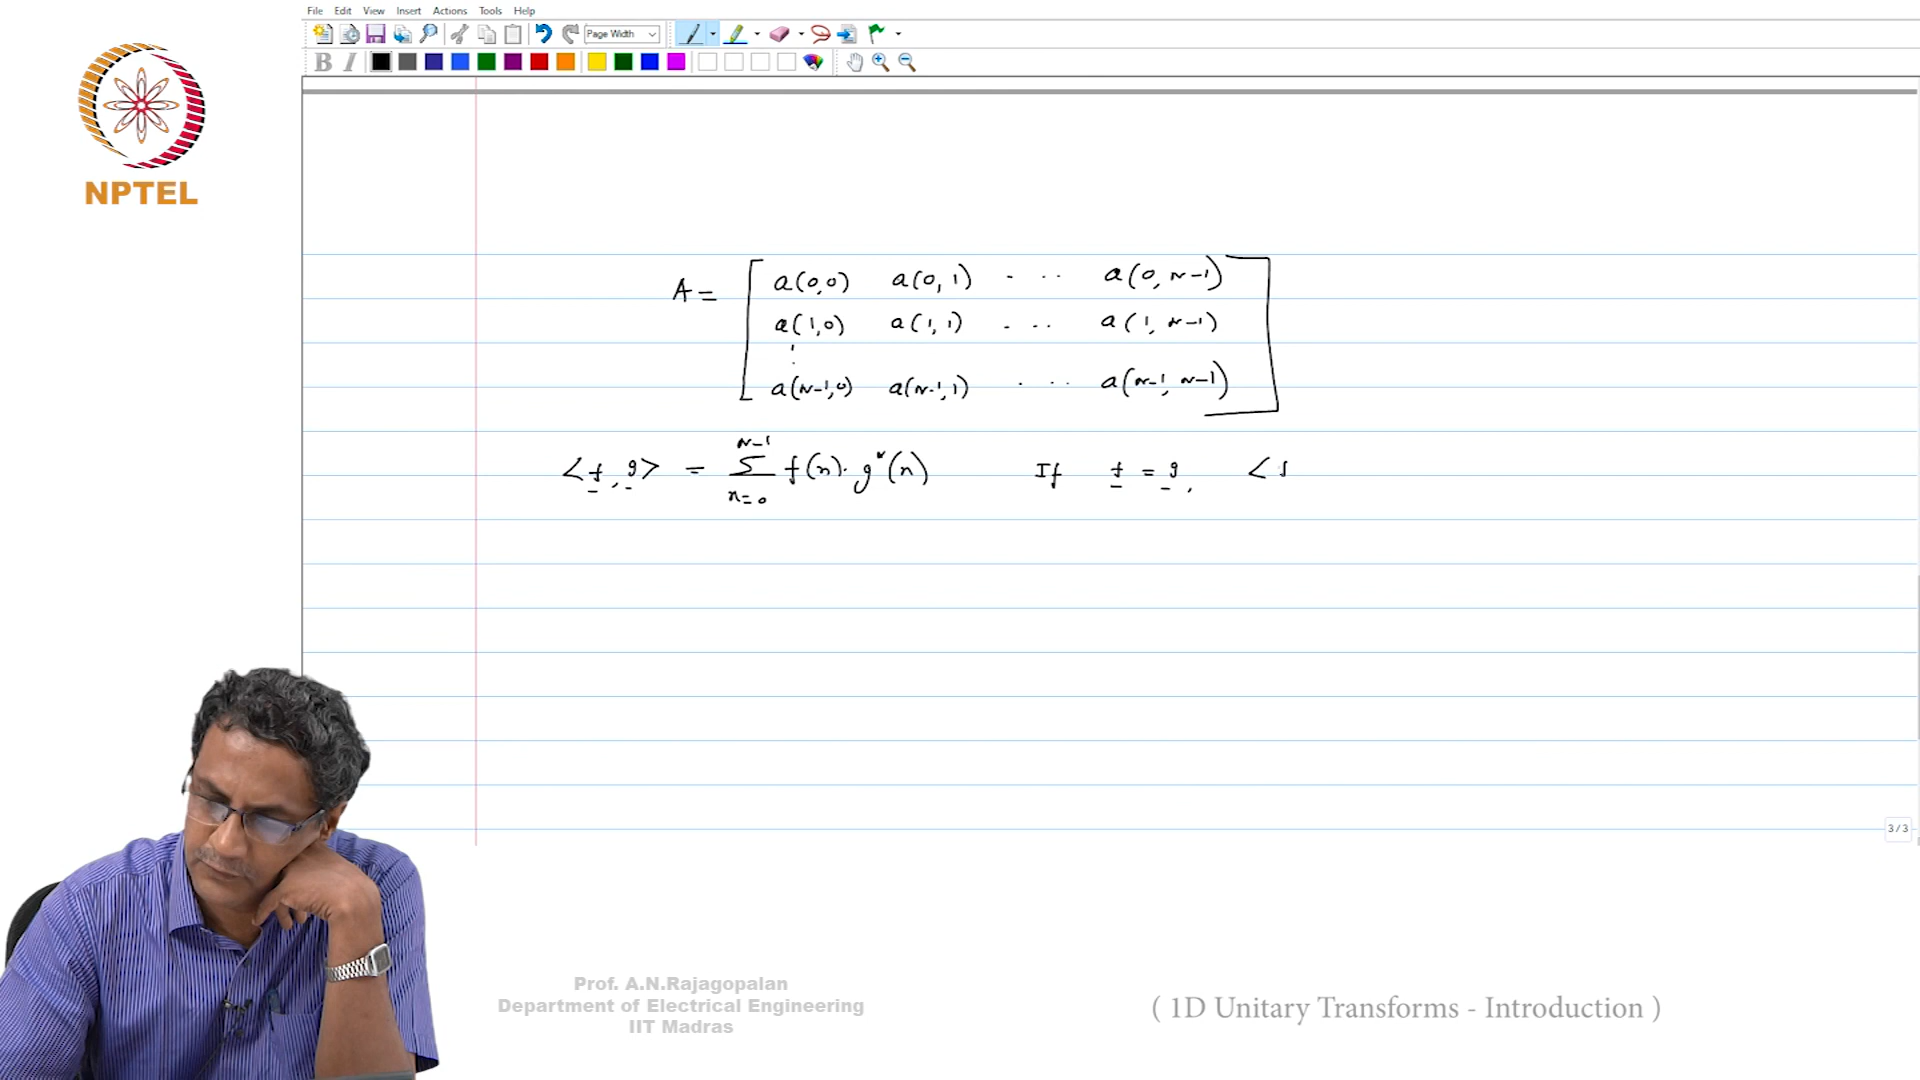 File Edit View Insert Actions Tools Help
Page Width
B I
NPTEL
A = [ a(0,0) a(0,1) . .. a(0,N-1) ]
a(1,0) a(1,1) . .. a(1,N-1)
a(N-1,0) a(N-1,1) . .. a(N-1,N-1)
<f, g> = N-1 Σ n=0 f(n). g*(n) If f = g, <
3/3
Prof. A.N.Rajagopalan
Department of Electrical Engineering
IIT Madras
( 1D Unitary Transforms - Introduction )